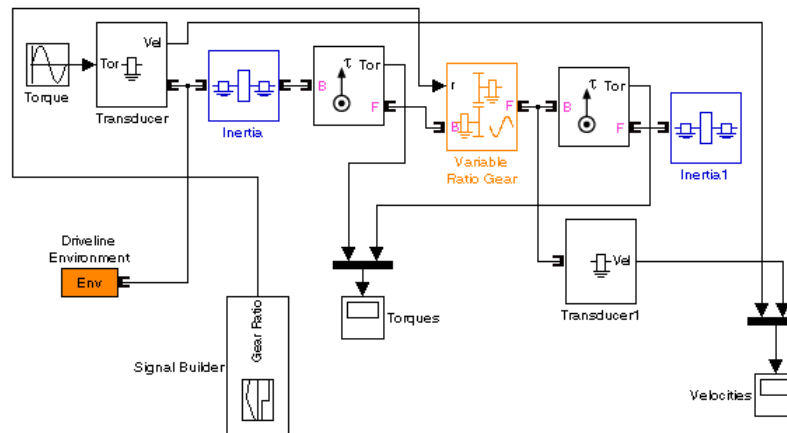 Torque
Tor
Vel
Transducer
Inertia
B
τ
Tor
F
r
B
F
Variable
Ratio Gear
B
τ
Tor
F
Inertia1
Driveline
Environment
Env
Signal Builder
Gear Ratio
Torques
Vel
Transducer1
Velocities